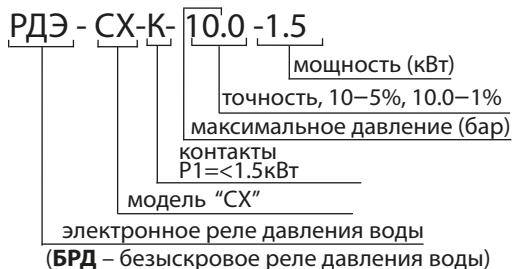 РДЭ - СХ-К- 10.0 -1.5
мощность (кВт)
точность, 10−5%, 10.0−1%
максимальное давление (бар)
контакты
P1=<1.5кВт
модель “СХ”
электронное реле давления воды
(БРД – безыскровое реле давления воды)